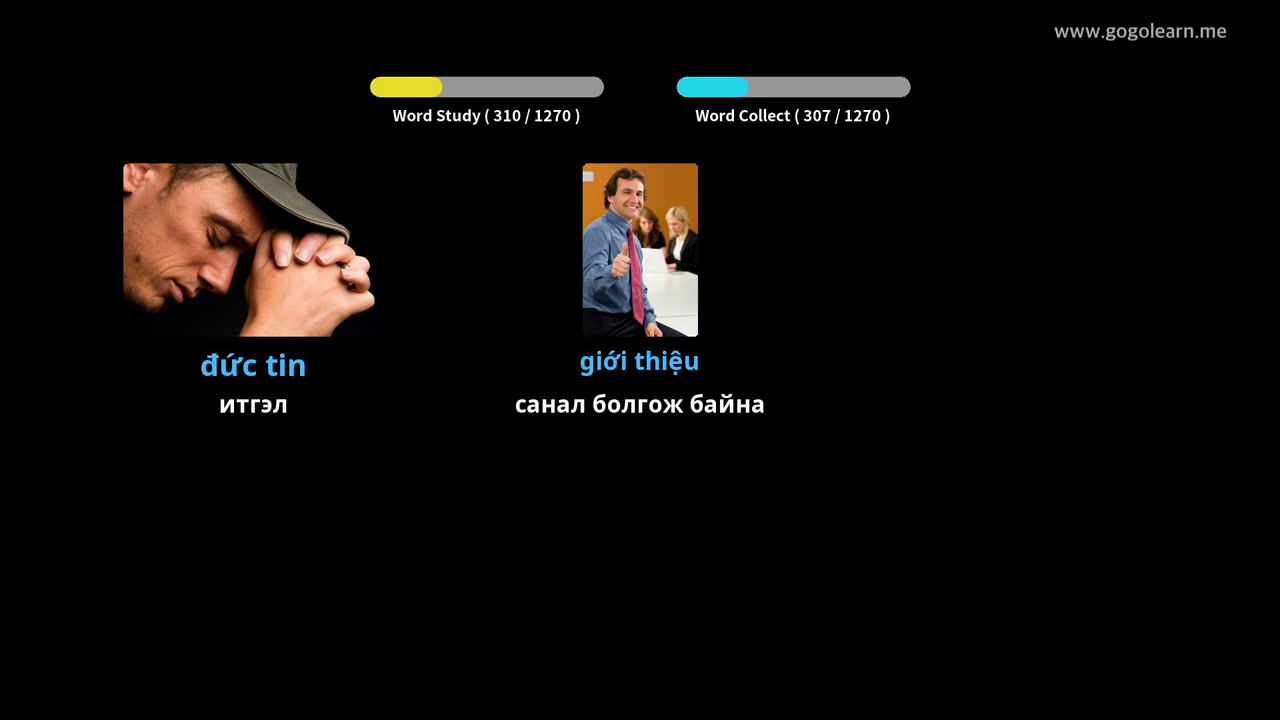 www.gogolearn.me
Word Study ( 310 / 1270 )
Word Collect ( 307 / 1270 )
đức tin
итгэл
giới thiệu
санал болгож байна